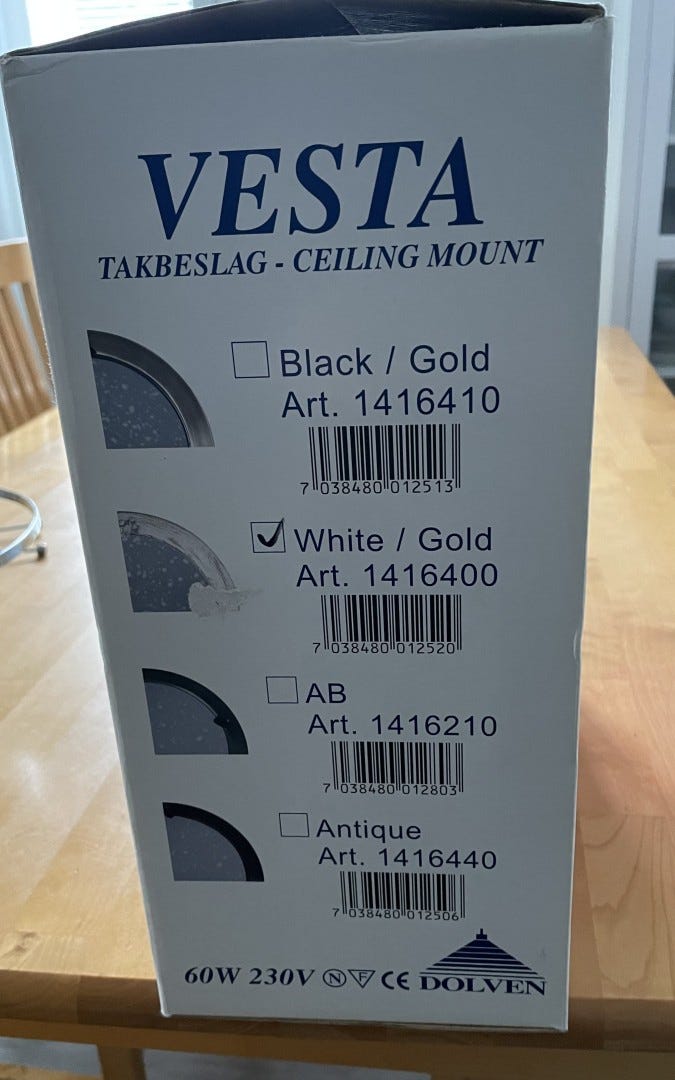 VESTA
TAKBESLAG - CEILING MOUNT
Black / Gold
Art. 1416410
7 038480 012513
White / Gold
Art. 1416400
7 038480 012520
AB
Art. 1416210
7 038480 012803
Antique
Art. 1416440
7 038480 012506
60W 230V N F CE DOLVEN